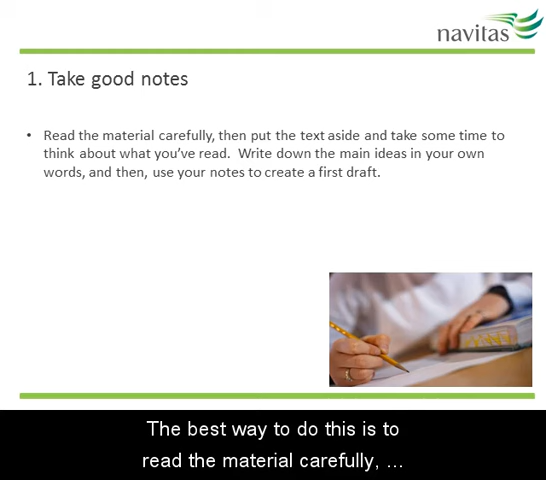 navitas
1. Take good notes
• Read the material carefully, then put the text aside and take some time to
think about what you've read.  Write down the main ideas in your own
words, and then, use your notes to create a first draft.
The best way to do this is to
read the material carefully, ...